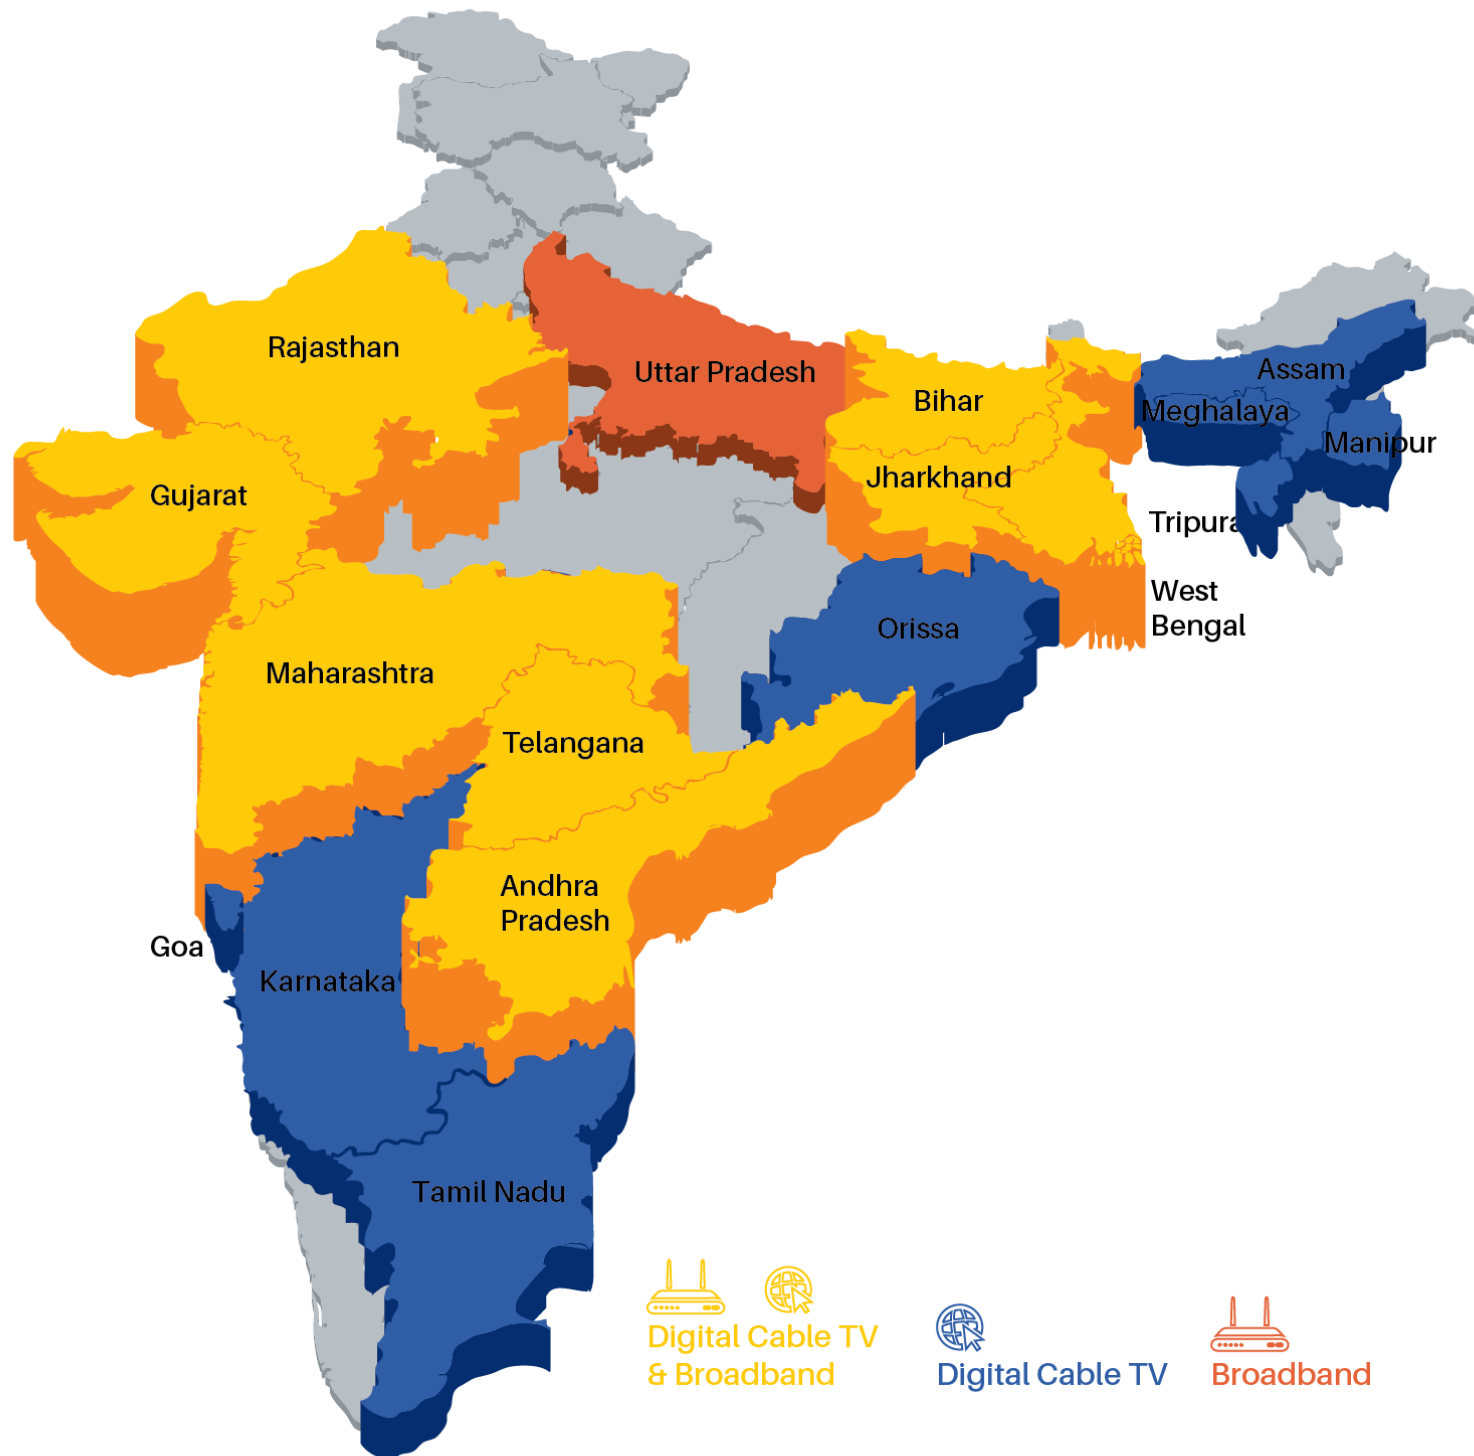 Rajasthan
Uttar Pradesh
Assam
Bihar
Meghalaya
Manipur
Jharkhand
Gujarat
Tripura
West
Bengal
Orissa
Maharashtra
Telangana
Andhra
Pradesh
Goa
Karnataka
Tamil Nadu
Digital Cable TV
& Broadband
Digital Cable TV
Broadband